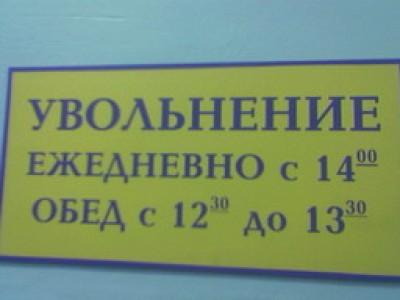 УВОЛЬНЕНИЕ
ЕЖЕДНЕВНО с 14⁰⁰
ОБЕД с 12³⁰ до 13³⁰